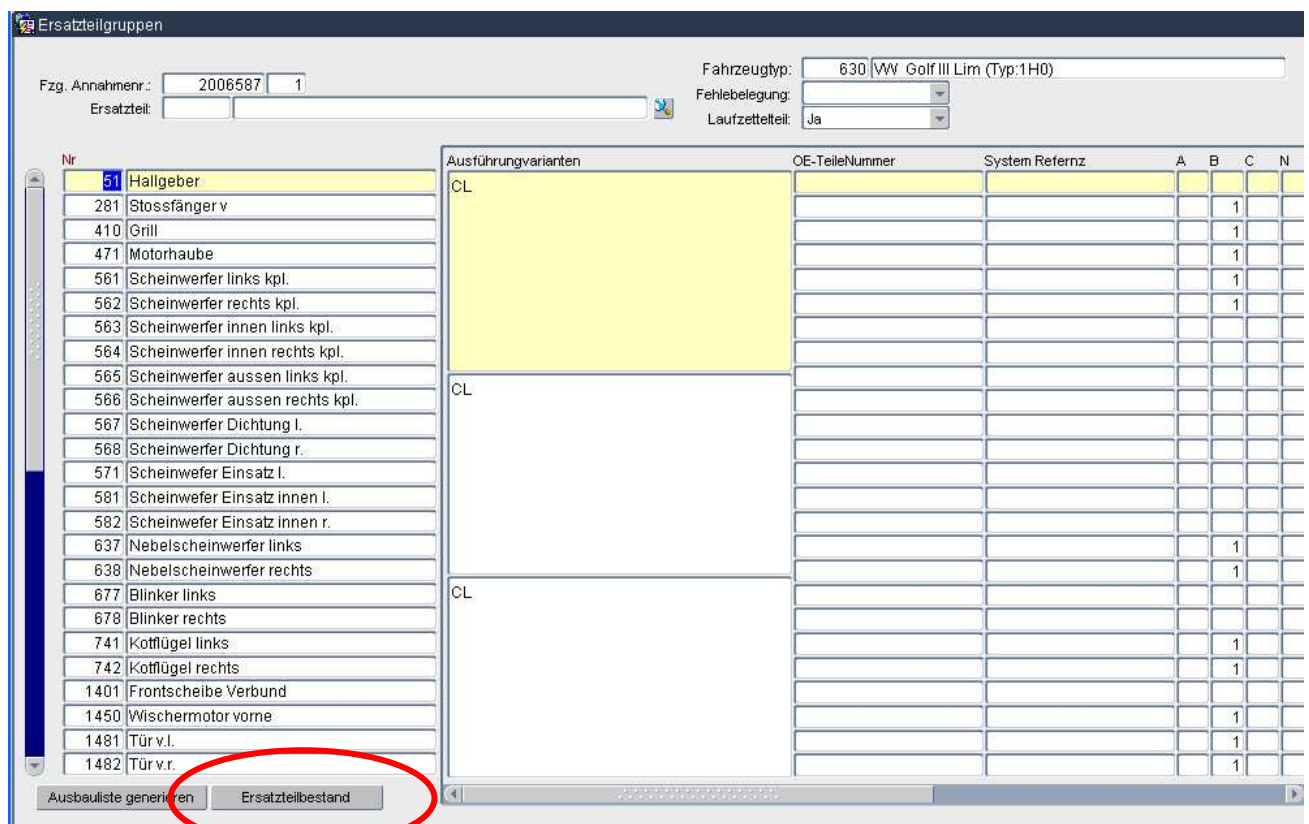 Ersatzteilgruppen
Fahrzeugtyp: 630 VW Golf III Lim (Typ:1H0)
Fzg. Annahmenr.: 2006587 1
Fehlebelegung:
Ersatzteil:
Laufzettelteil: Ja
Nr Ausführungvarianten OE-TeileNummer System Refernz A B C N
51 Hallgeber CL
281 Stossfänger v 1
410 Grill 1
471 Motorhaube 1
561 Scheinwerfer links kpl. 1
562 Scheinwerfer rechts kpl. 1
563 Scheinwerfer innen links kpl.
564 Scheinwerfer innen rechts kpl.
565 Scheinwerfer aussen links kpl.
CL
566 Scheinwerfer aussen rechts kpl.
567 Scheinwerfer Dichtung l.
568 Scheinwerfer Dichtung r.
571 Scheinwefer Einsatz l.
581 Scheinwefer Einsatz innen l.
582 Scheinwefer Einsatz innen r.
637 Nebelscheinwerfer links 1
638 Nebelscheinwerfer rechts 1
677 Blinker links CL
678 Blinker rechts
741 Kotflügel links 1
742 Kotflügel rechts 1
1401 Frontscheibe Verbund
1450 Wischermotor vorne 1
1481 Tür v.l. 1
1482 Tür v.r. 1
Ausbauliste generieren Ersatzteilbestand